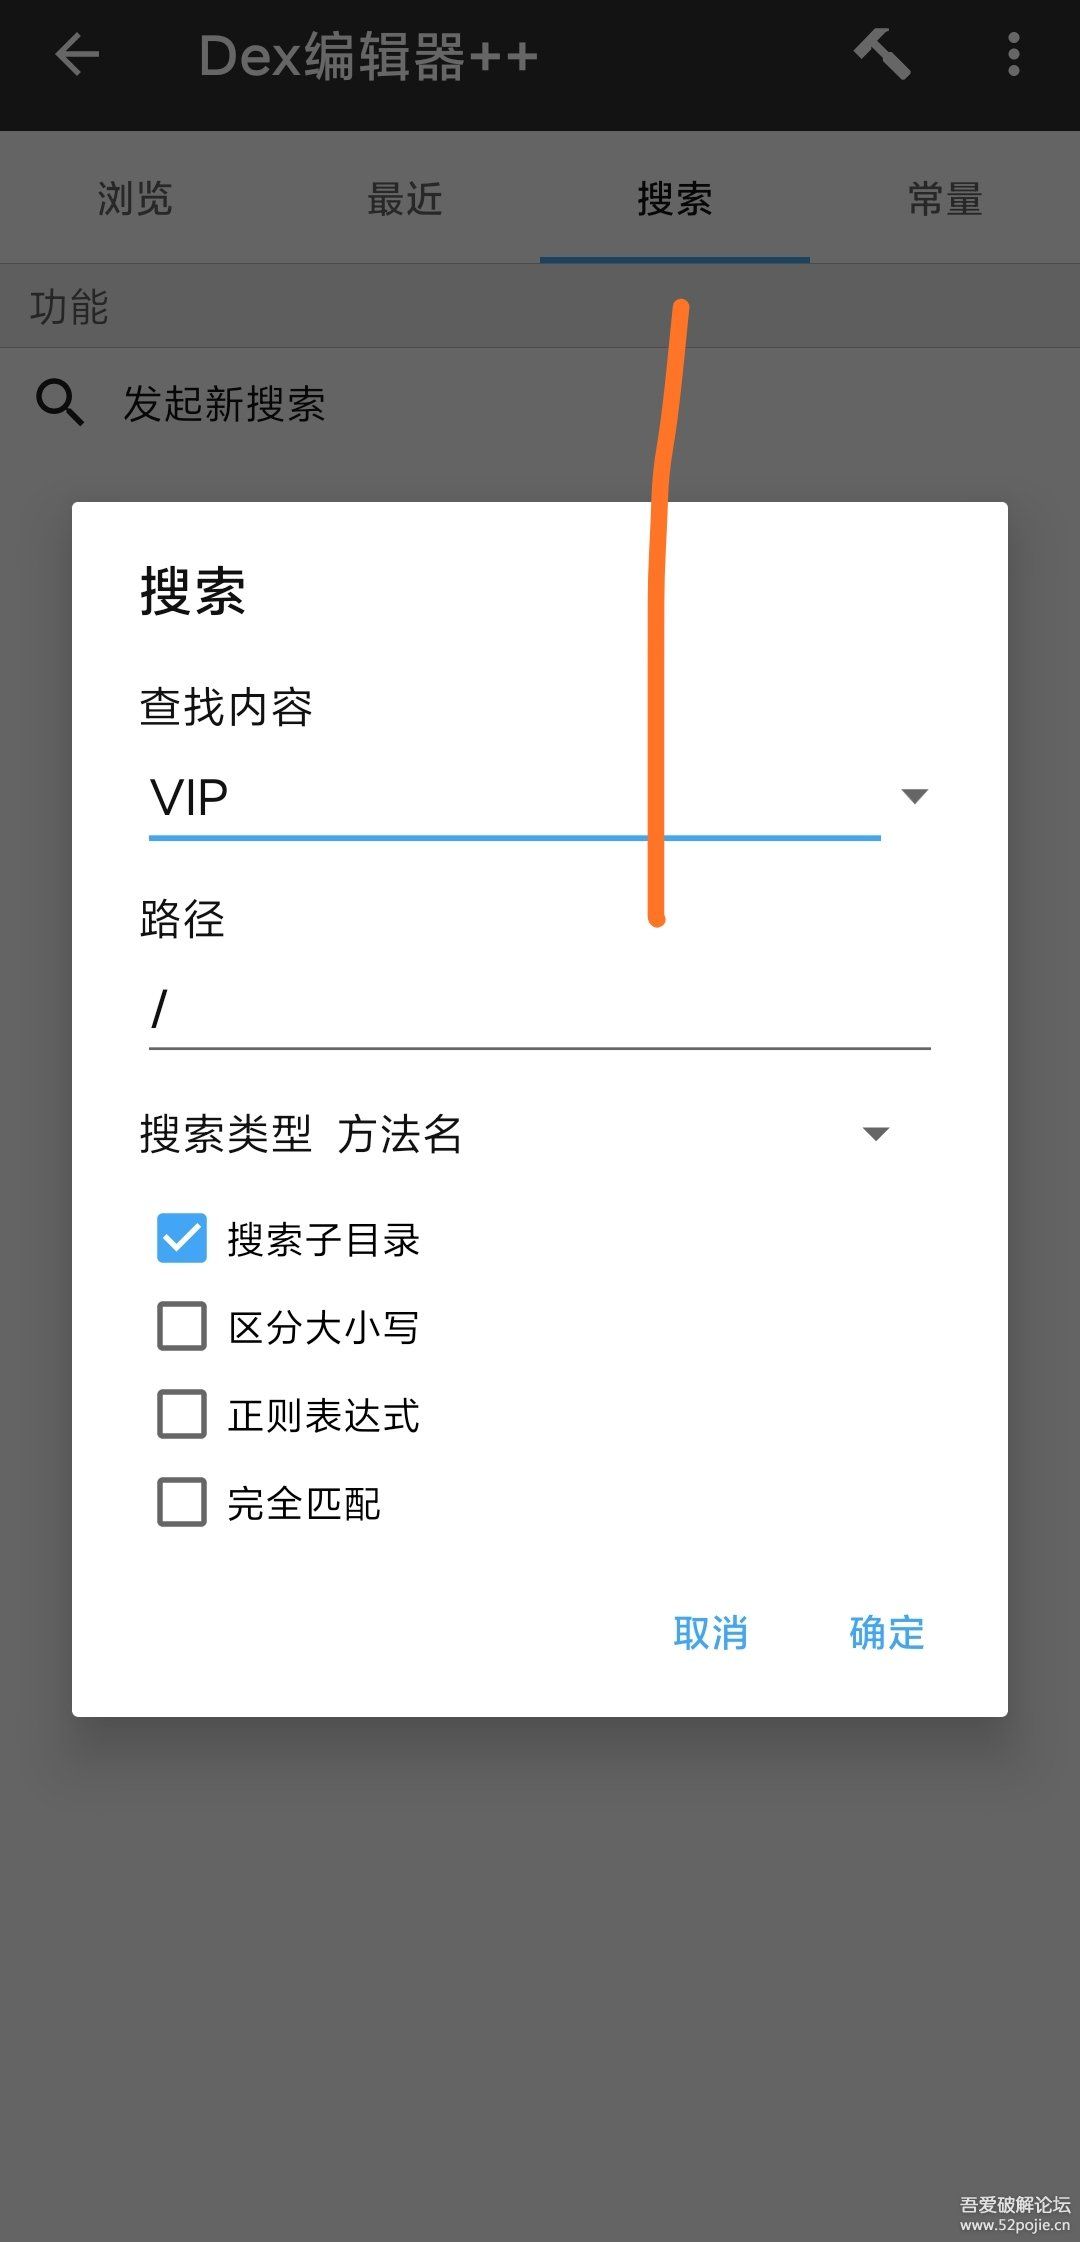 Dex编辑器++
浏览 最近 搜索 常量
功能
发起新搜索
搜索
查找内容
VIP
路径
/
搜索类型 方法名
搜索子目录
区分大小写
正则表达式
完全匹配
取消 确定
吾爱破解论坛
www.52pojie.cn